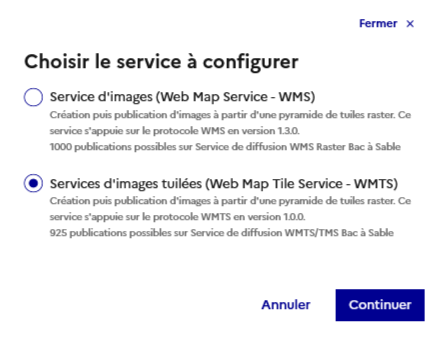 Fermer ×
Choisir le service à configurer
Service d'images (Web Map Service - WMS)
Création puis publication d'images à partir d'une pyramide de tuiles raster. Ce
service s'appuie sur le protocole WMS en version 1.3.0.
1000 publications possibles sur Service de diffusion WMS Raster Bac à Sable
Services d'images tuilées (Web Map Tile Service - WMTS)
Création puis publication d'images à partir d'une pyramide de tuiles raster. Ce
service s'appuie sur le protocole WMTS en version 1.0.0.
925 publications possibles sur Service de diffusion WMTS/TMS Bac à Sable
Annuler Continuer